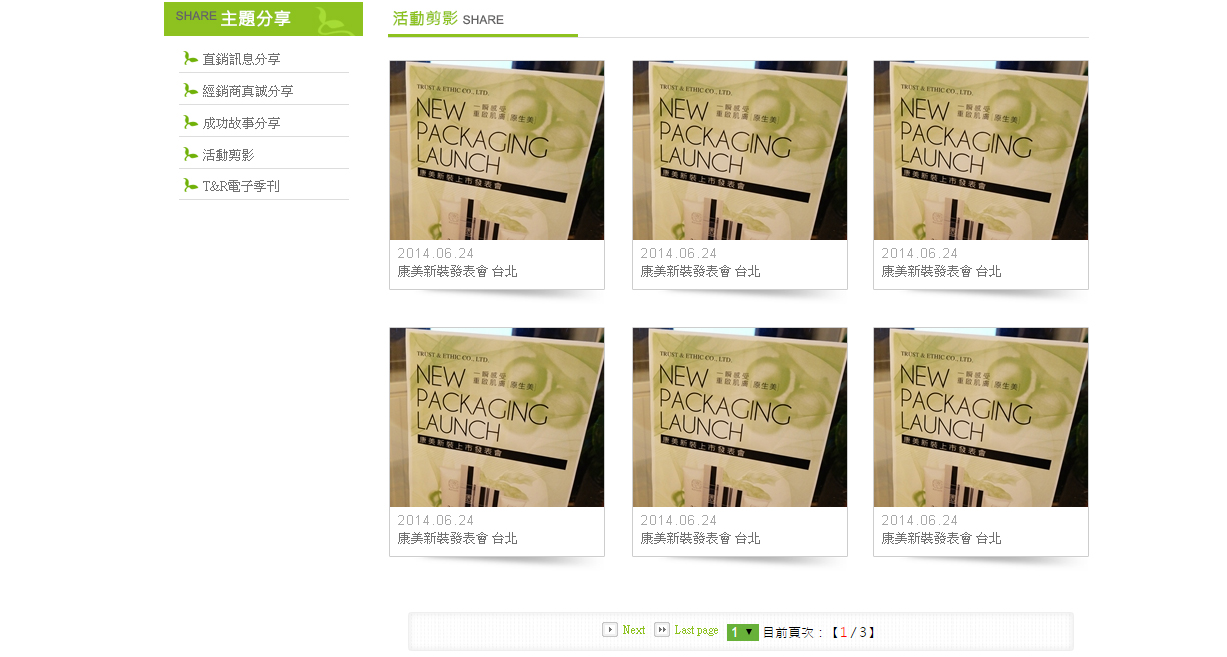 SHARE 主題分享
直銷訊息分享
經銷商真誠分享
成功故事分享
活動剪影
T&R電子季刊
活動剪影 SHARE
TRUST & ETHIC CO., LTD.
一瞬感受
重啟肌膚「原生美」
NEW
PACKAGING
LAUNCH
康美新裝上市發表會
2014.06.24
康美新裝發表會 台北
TRUST & ETHIC CO., LTD.
一瞬感受
重啟肌膚「原生美」
NEW
PACKAGING
LAUNCH
康美新裝上市發表會
2014.06.24
康美新裝發表會 台北
TRUST & ETHIC CO., LTD.
一瞬感受
重啟肌膚「原生美」
NEW
PACKAGING
LAUNCH
康美新裝上市發表會
2014.06.24
康美新裝發表會 台北
TRUST & ETHIC CO., LTD.
一瞬感受
重啟肌膚「原生美」
NEW
PACKAGING
LAUNCH
康美新裝上市發表會
2014.06.24
康美新裝發表會 台北
TRUST & ETHIC CO., LTD.
一瞬感受
重啟肌膚「原生美」
NEW
PACKAGING
LAUNCH
康美新裝上市發表會
2014.06.24
康美新裝發表會 台北
TRUST & ETHIC CO., LTD.
一瞬感受
重啟肌膚「原生美」
NEW
PACKAGING
LAUNCH
康美新裝上市發表會
2014.06.24
康美新裝發表會 台北
Next Last page 1 目前頁次：【1 / 3】